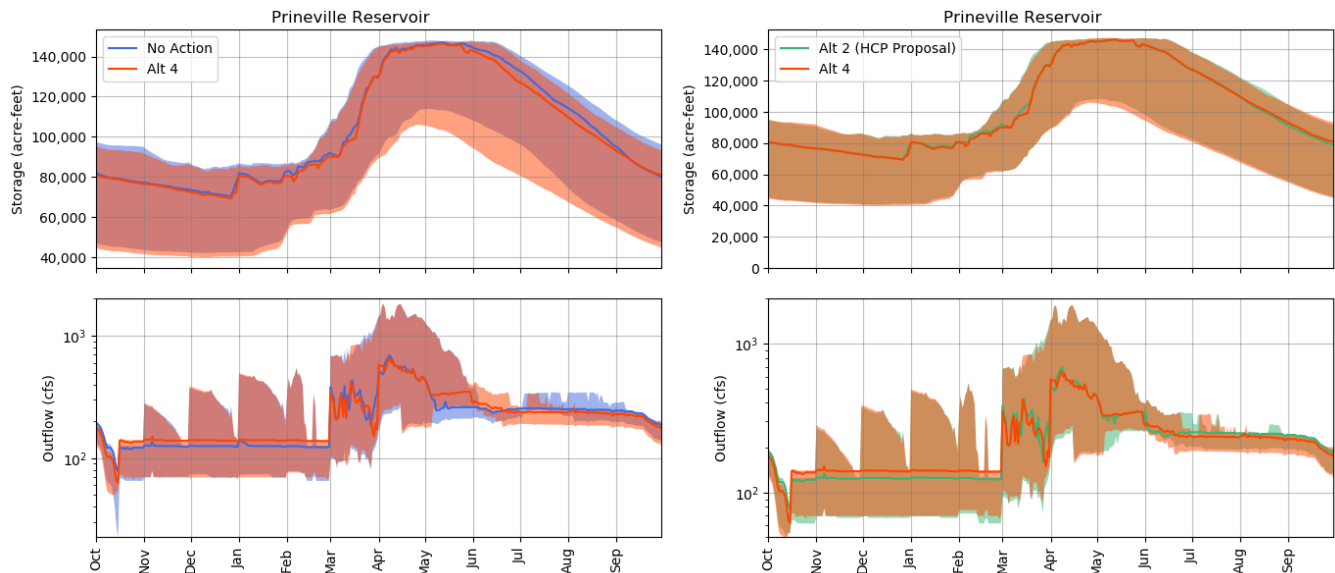 Prineville Reservoir
No Action
Alt 4
Storage (acre-feet)
140,000
120,000
100,000
80,000
60,000
40,000
Outflow (cfs)
10³
10²
Oct
Nov
Dec
Jan
Feb
Mar
Apr
May
Jun
Jul
Aug
Sep
Prineville Reservoir
Alt 2 (HCP Proposal)
Alt 4
Storage (acre-feet)
140,000
120,000
100,000
80,000
60,000
40,000
20,000
0
Outflow (cfs)
10³
10²
Oct
Nov
Dec
Jan
Feb
Mar
Apr
May
Jun
Jul
Aug
Sep